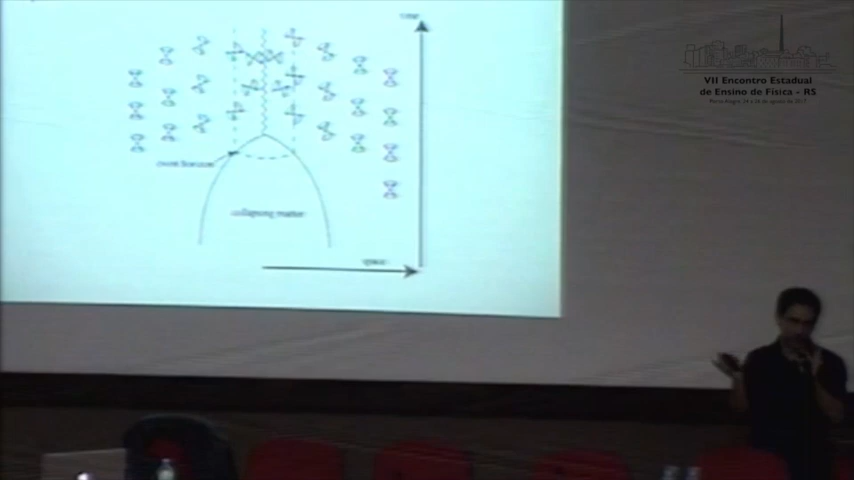 time
VII Encontro Estadual
de Ensino de Física - RS
event horizon
collapsing matter
space